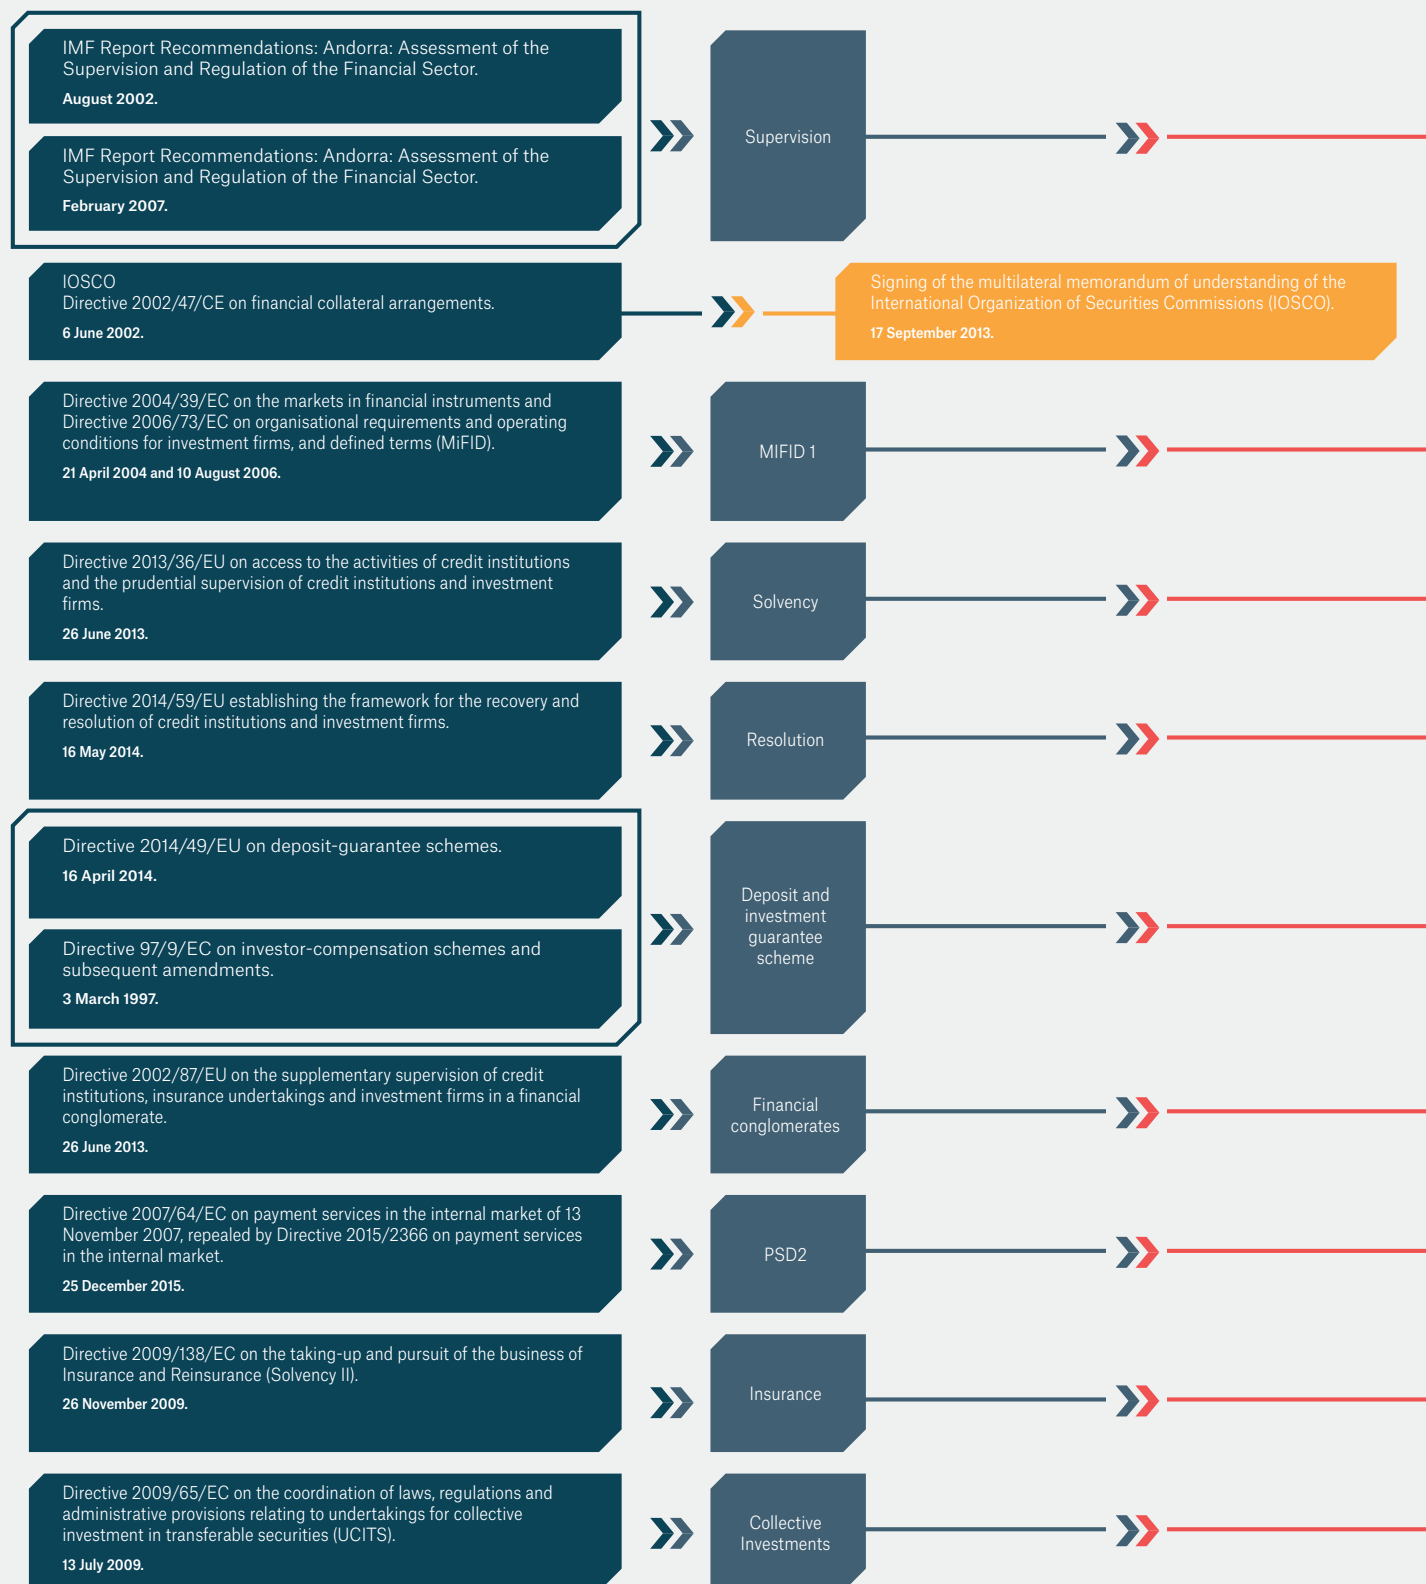 IMF Report Recommendations: Andorra: Assessment of the
Supervision and Regulation of the Financial Sector.
August 2002.
IMF Report Recommendations: Andorra: Assessment of the
Supervision and Regulation of the Financial Sector.
February 2007.
Supervision
IOSCO
Directive 2002/47/CE on financial collateral arrangements.
6 June 2002.
Signing of the multilateral memorandum of understanding of the
International Organization of Securities Commissions (IOSCO).
17 September 2013.
Directive 2004/39/EC on the markets in financial instruments and
Directive 2006/73/EC on organisational requirements and operating
conditions for investment firms, and defined terms (MiFID).
21 April 2004 and 10 August 2006.
MIFID 1
Directive 2013/36/EU on access to the activities of credit institutions
and the prudential supervision of credit institutions and investment
firms.
26 June 2013.
Solvency
Directive 2014/59/EU establishing the framework for the recovery and
resolution of credit institutions and investment firms.
16 May 2014.
Resolution
Directive 2014/49/EU on deposit-guarantee schemes.
16 April 2014.
Directive 97/9/EC on investor-compensation schemes and
subsequent amendments.
3 March 1997.
Deposit and
investment
guarantee
scheme
Directive 2002/87/EU on the supplementary supervision of credit
institutions, insurance undertakings and investment firms in a financial
conglomerate.
26 June 2013.
Financial
conglomerates
Directive 2007/64/EC on payment services in the internal market of 13
November 2007, repealed by Directive 2015/2366 on payment services
in the internal market.
25 December 2015.
PSD2
Directive 2009/138/EC on the taking-up and pursuit of the business of
Insurance and Reinsurance (Solvency II).
26 November 2009.
Insurance
Directive 2009/65/EC on the coordination of laws, regulations and
administrative provisions relating to undertakings for collective
investment in transferable securities (UCITS).
13 July 2009.
Collective
Investments